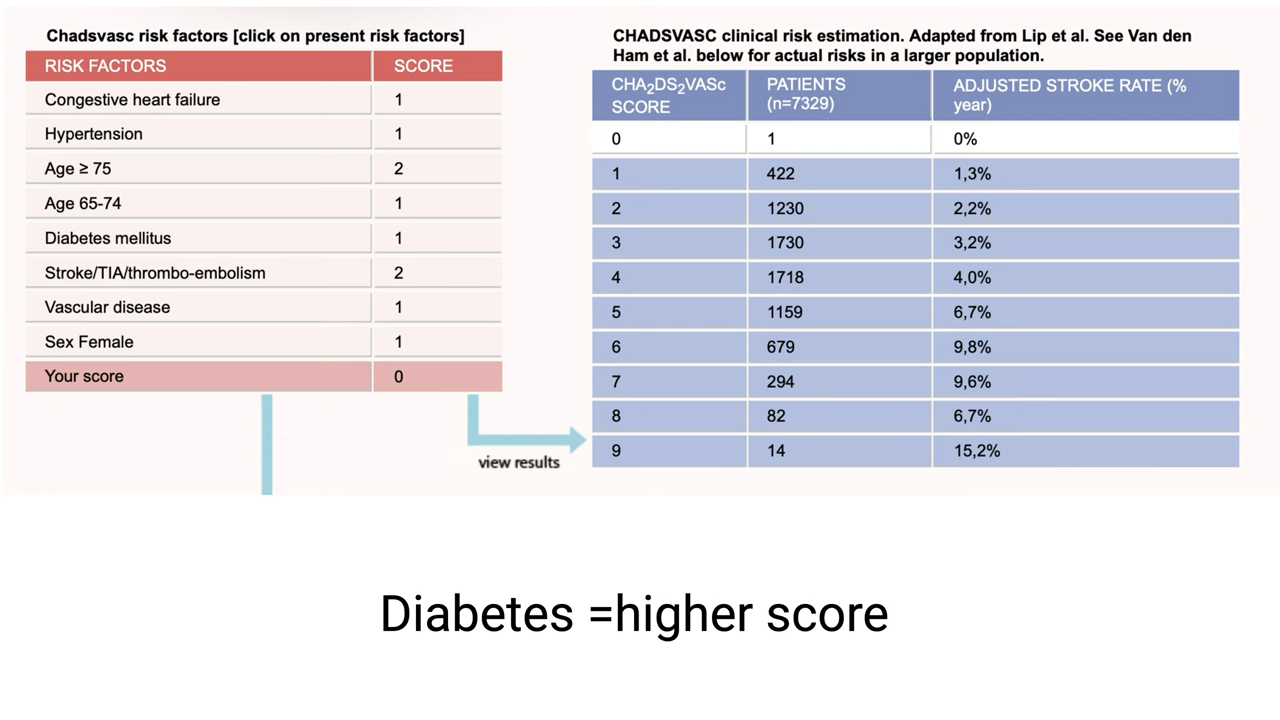 Chadsvasc risk factors [click on present risk factors]
RISK FACTORS SCORE
Congestive heart failure 1
Hypertension 1
Age ≥ 75 2
Age 65-74 1
Diabetes mellitus 1
Stroke/TIA/thrombo-embolism 2
Vascular disease 1
Sex Female 1
Your score 0
view results
CHADSVASC clinical risk estimation. Adapted from Lip et al. See Van den
Ham et al. below for actual risks in a larger population.
CHA₂DS₂VASc PATIENTS ADJUSTED STROKE RATE (%
SCORE (n=7329) year)
0 1 0%
1 422 1,3%
2 1230 2,2%
3 1730 3,2%
4 1718 4,0%
5 1159 6,7%
6 679 9,8%
7 294 9,6%
8 82 6,7%
9 14 15,2%
Diabetes =higher score